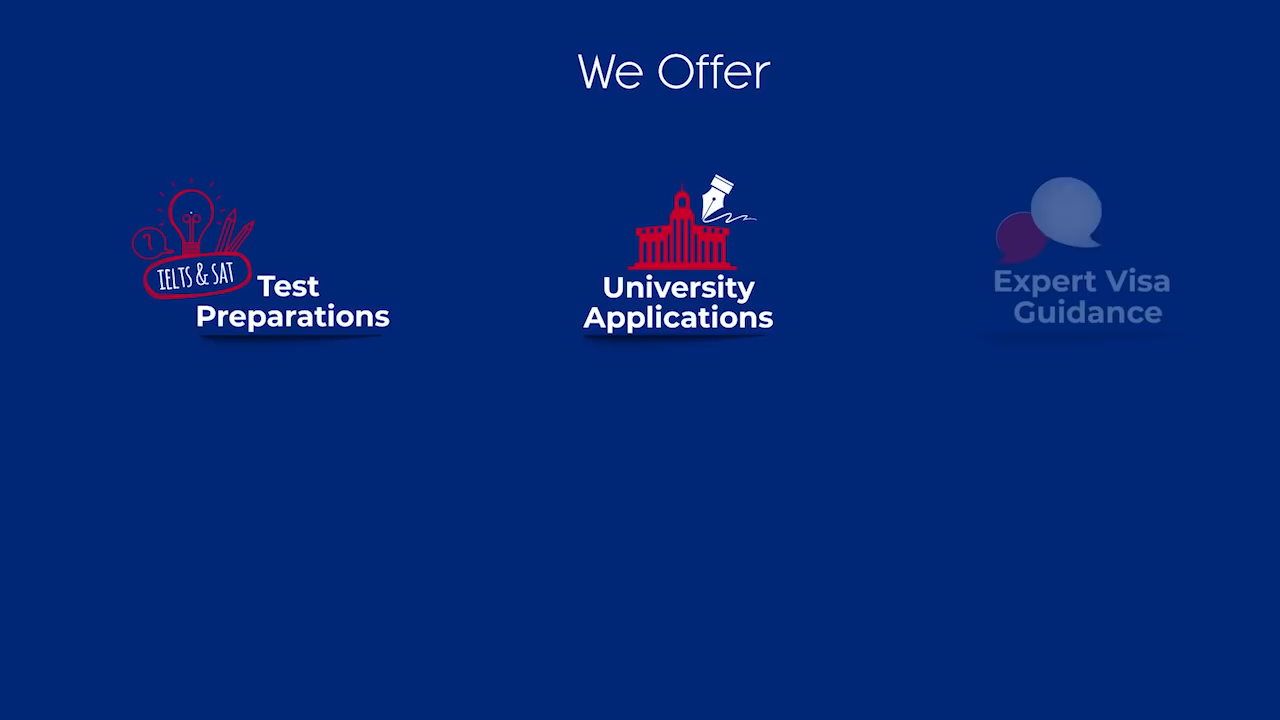 We Offer
IELTS & SAT
Test
Preparations
University
Applications
Expert Visa
Guidance